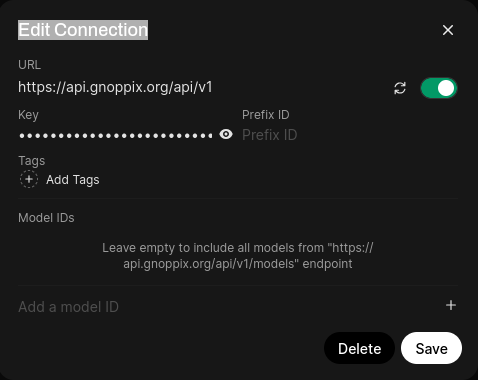 Edit Connection
URL
https://api.gnoppix.org/api/v1
Key
Prefix ID
••••••••••••••••••••••••
Prefix ID
Tags
Add Tags
Model IDs
Leave empty to include all models from "https://
api.gnoppix.org/api/v1/models" endpoint
Add a model ID
Delete
Save